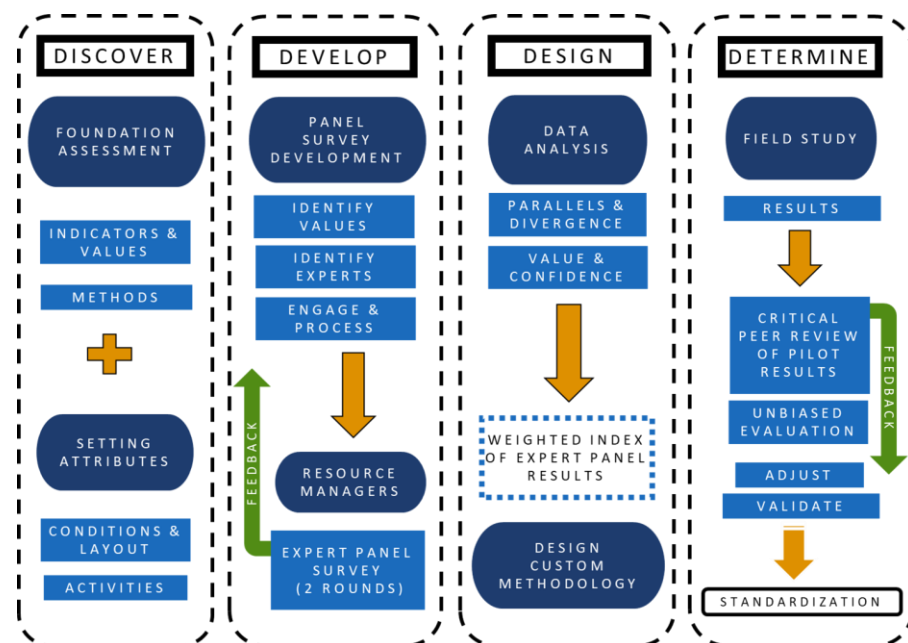 DISCOVER
FOUNDATION
ASSESSMENT
INDICATORS &
VALUES
METHODS
SETTING
ATTRIBUTES
CONDITIONS &
LAYOUT
ACTIVITIES
DEVELOP
PANEL
SURVEY
DEVELOPMENT
IDENTIFY
VALUES
IDENTIFY
EXPERTS
ENGAGE &
PROCESS
FEEDBACK
RESOURCE
MANAGERS
EXPERT PANEL
SURVEY
(2 ROUNDS)
DESIGN
DATA
ANALYSIS
PARALLELS &
DIVERGENCE
VALUE &
CONFIDENCE
WEIGHTED INDEX
OF EXPERT PANEL
RESULTS
DESIGN
CUSTOM
METHODOLOGY
DETERMINE
FIELD STUDY
RESULTS
CRITICAL
PEER REVIEW
OF PILOT
RESULTS
FEEDBACK
UNBIASED
EVALUATION
ADJUST
VALIDATE
STANDARDIZATION